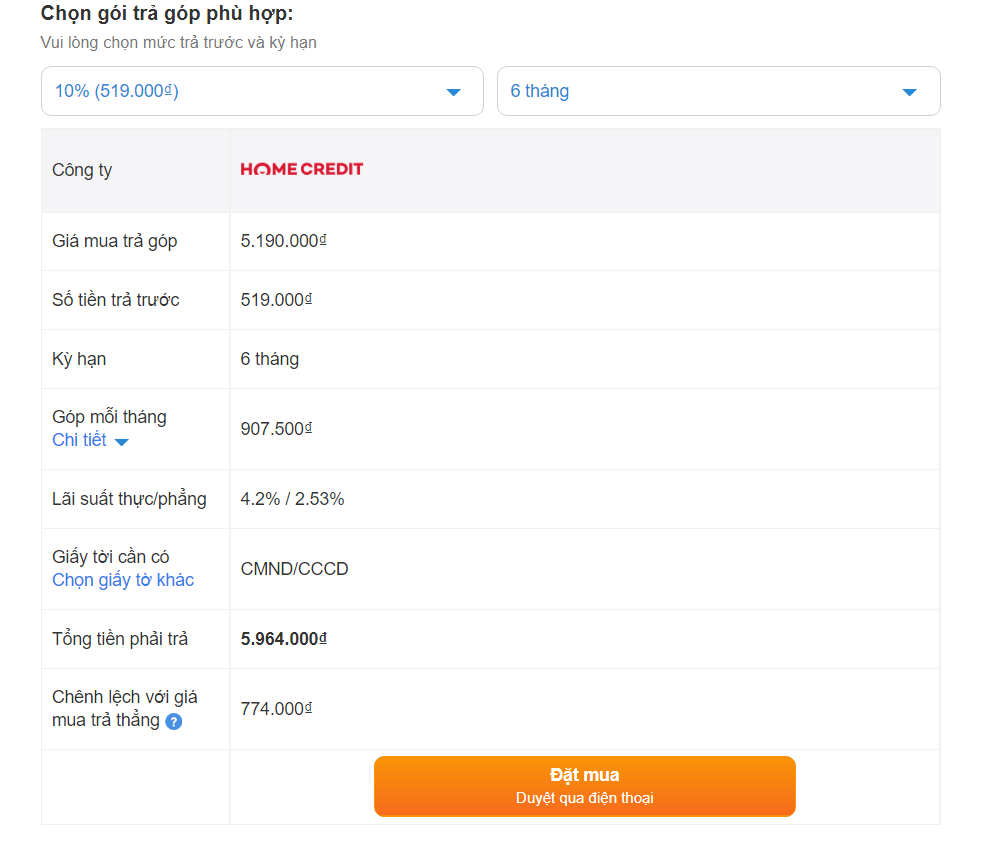 Chọn gói trả góp phù hợp:
Vui lòng chọn mức trả trước và kỳ hạn
10% (519.000₫)
6 tháng
Công ty
HOME CREDIT
Giá mua trả góp
5.190.000₫
Số tiền trả trước
519.000₫
Kỳ hạn
6 tháng
Góp mỗi tháng
Chi tiết
907.500₫
Lãi suất thực/phẳng
4.2% / 2.53%
Giấy tời cần có
Chọn giấy tờ khác
CMND/CCCD
Tổng tiền phải trả
5.964.000₫
Chênh lệch với giá
mua trả thẳng ?
774.000₫
Đặt mua
Duyệt qua điện thoại